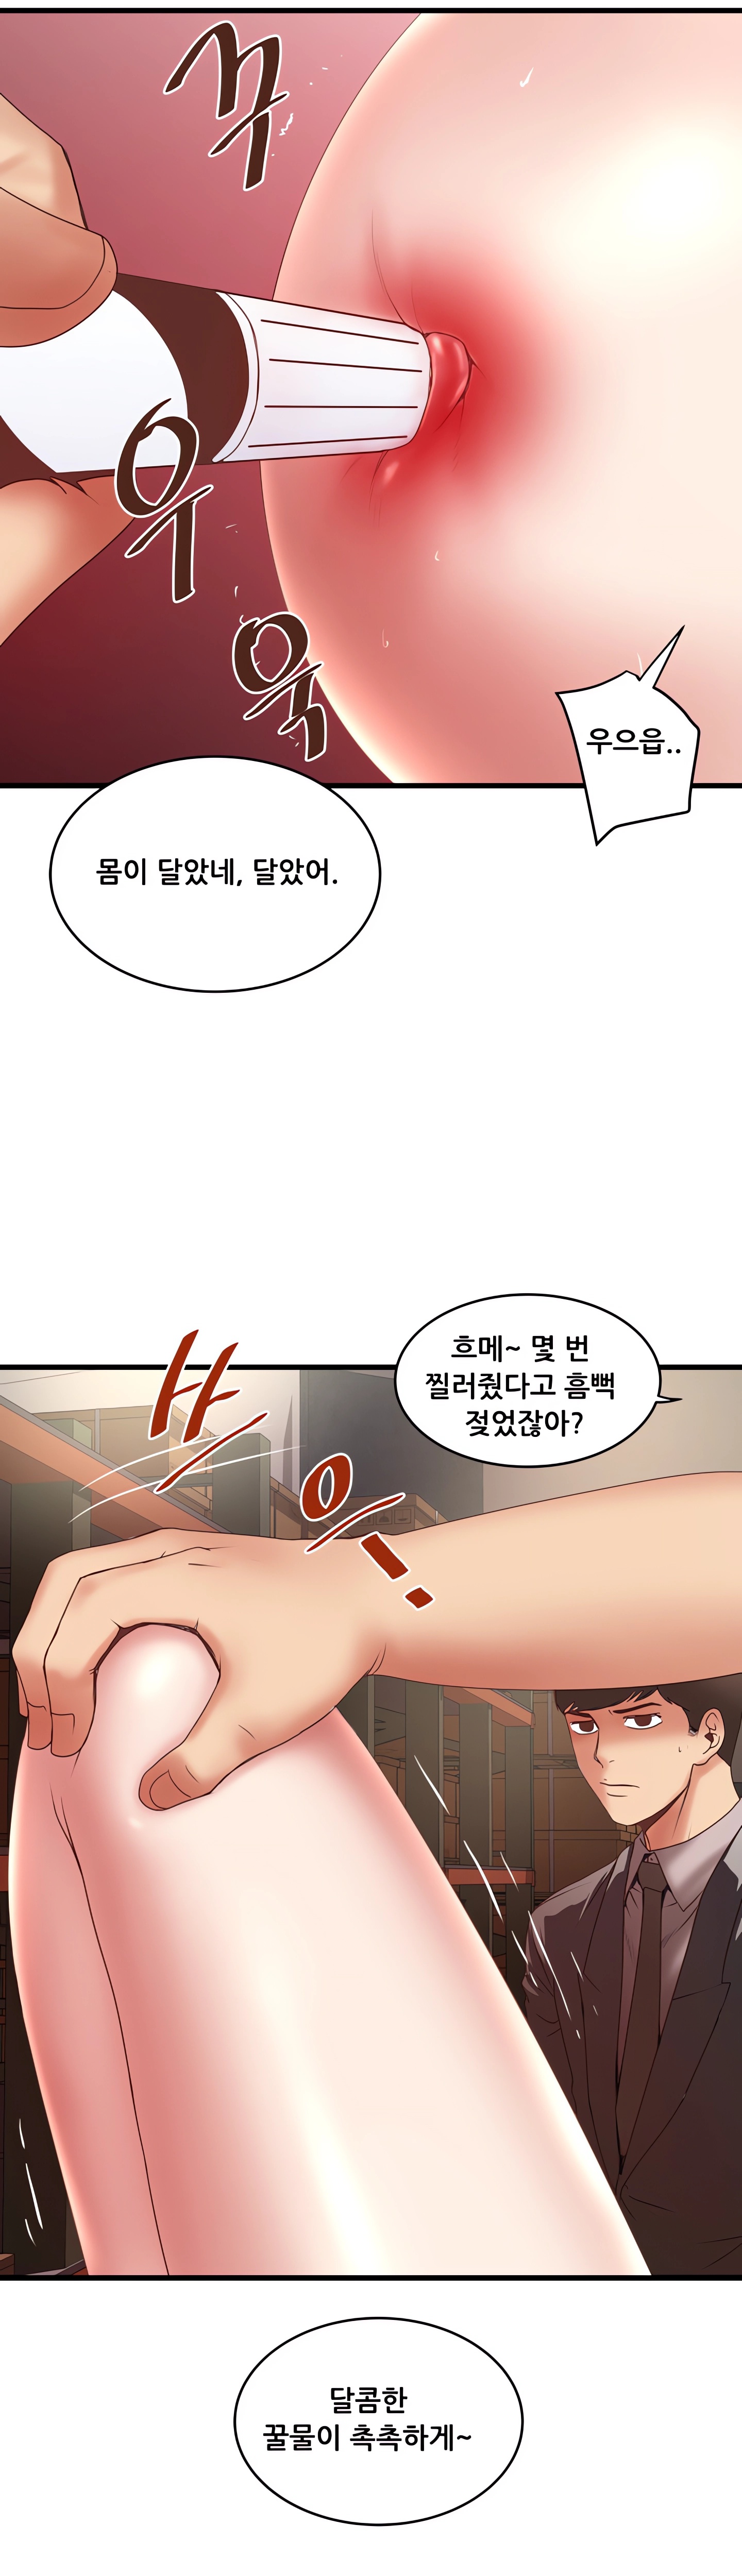 꾸
우
욱
우으읍..
몸이 달았네, 달았어.
흐메~ 몇 번
찔러줬다고 흠뻑
젖었잖아?
스
으-
달콤한
꿀물이 촉촉하게~